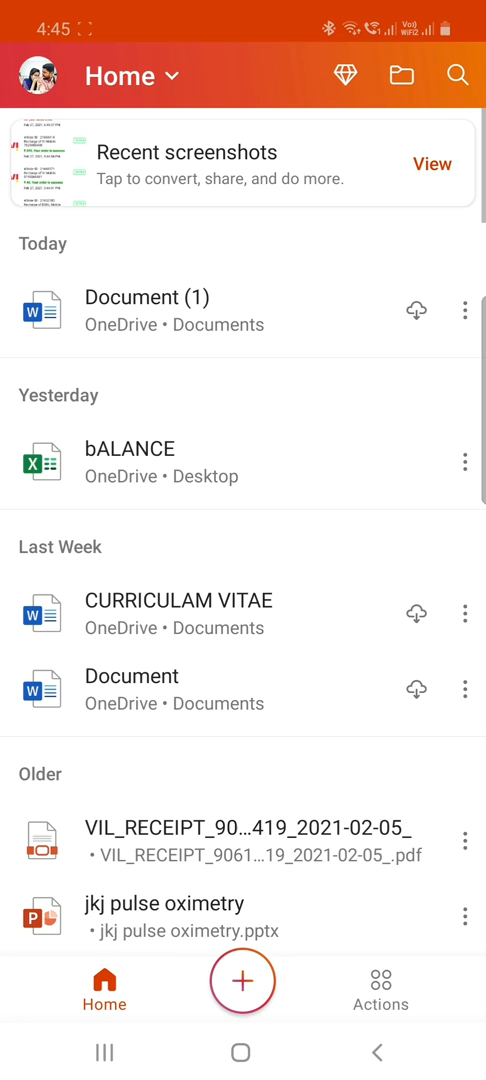 4:45
Vo)) WiFi2
Home
Recent screenshots
Tap to convert, share, and do more.
View
Today
W
Document (1)
OneDrive • Documents
Yesterday
X
bALANCE
OneDrive • Desktop
Last Week
W
CURRICULAM VITAE
OneDrive • Documents
W
Document
OneDrive • Documents
Older
VIL_RECEIPT_90...419_2021-02-05_
• VIL_RECEIPT_9061...19_2021-02-05_.pdf
P
jkj pulse oximetry
• jkj pulse oximetry.pptx
Home
Actions